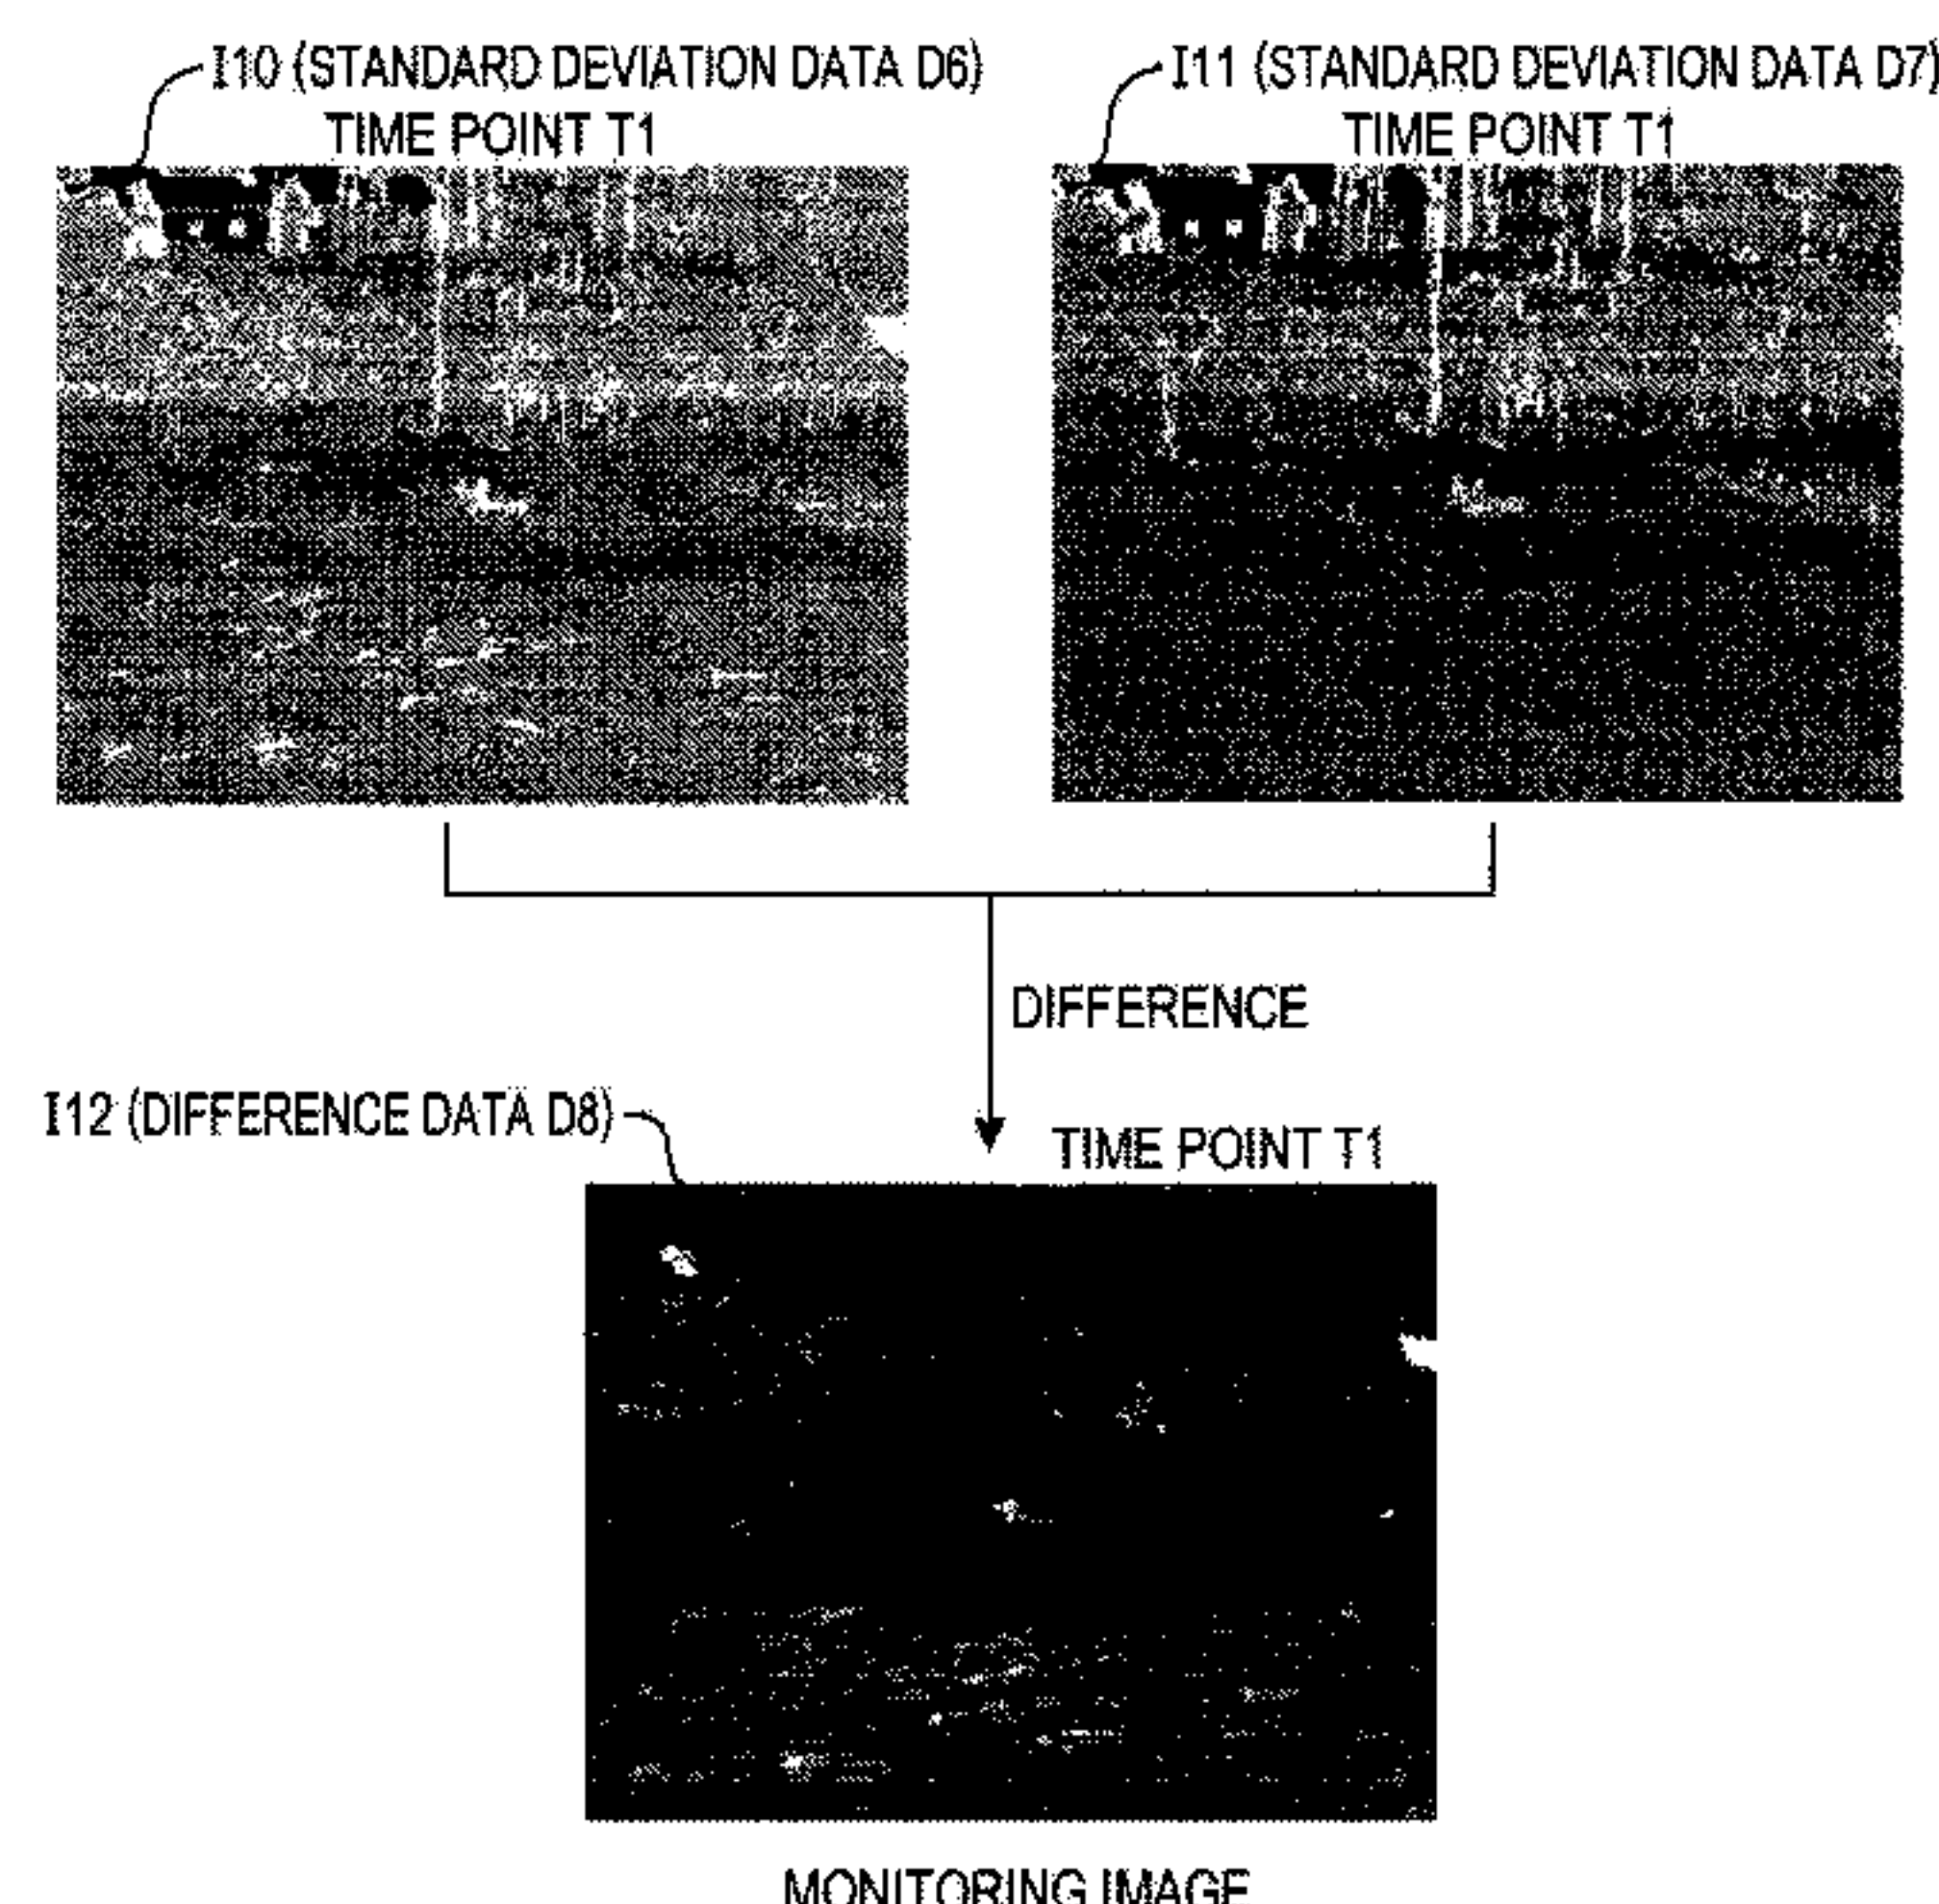 I10 (STANDARD DEVIATION DATA D6)
TIME POINT T1
I11 (STANDARD DEVIATION DATA D7)
TIME POINT T1
DIFFERENCE
I12 (DIFFERENCE DATA D8)
TIME POINT T1
MONITORING IMAGE